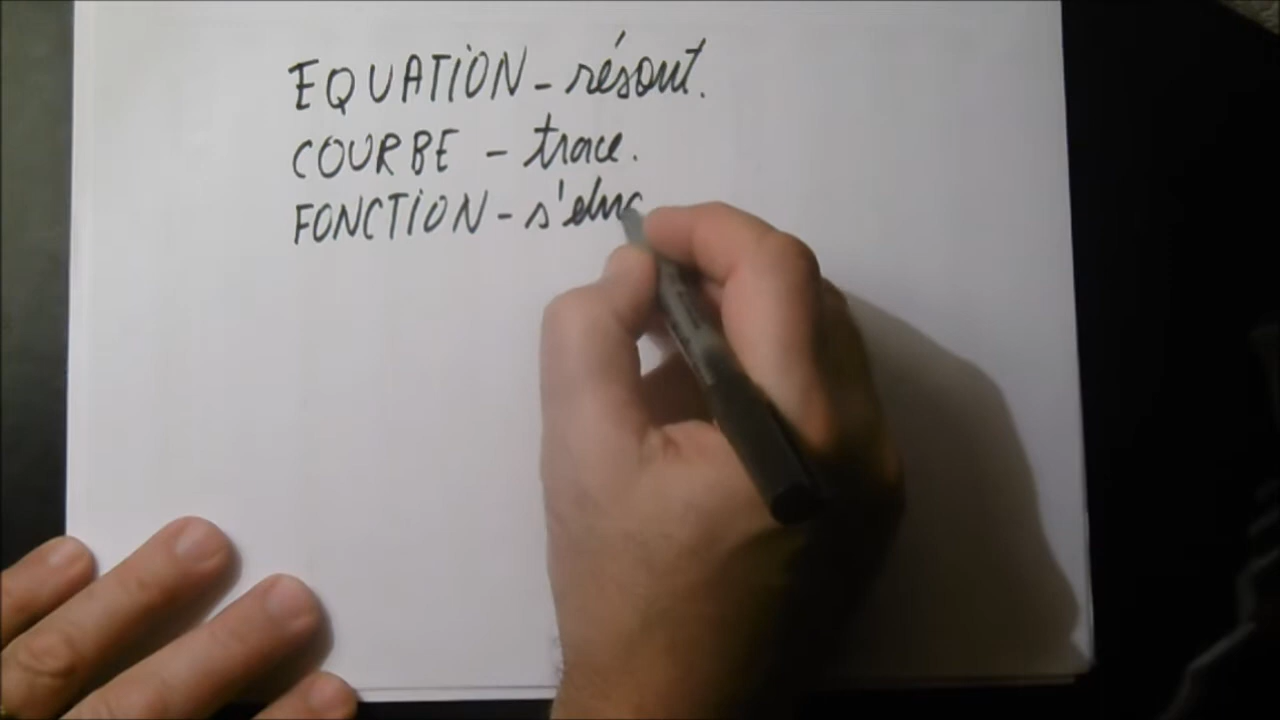 EQUATION - résout.
COURBE - trace.
FONCTION -